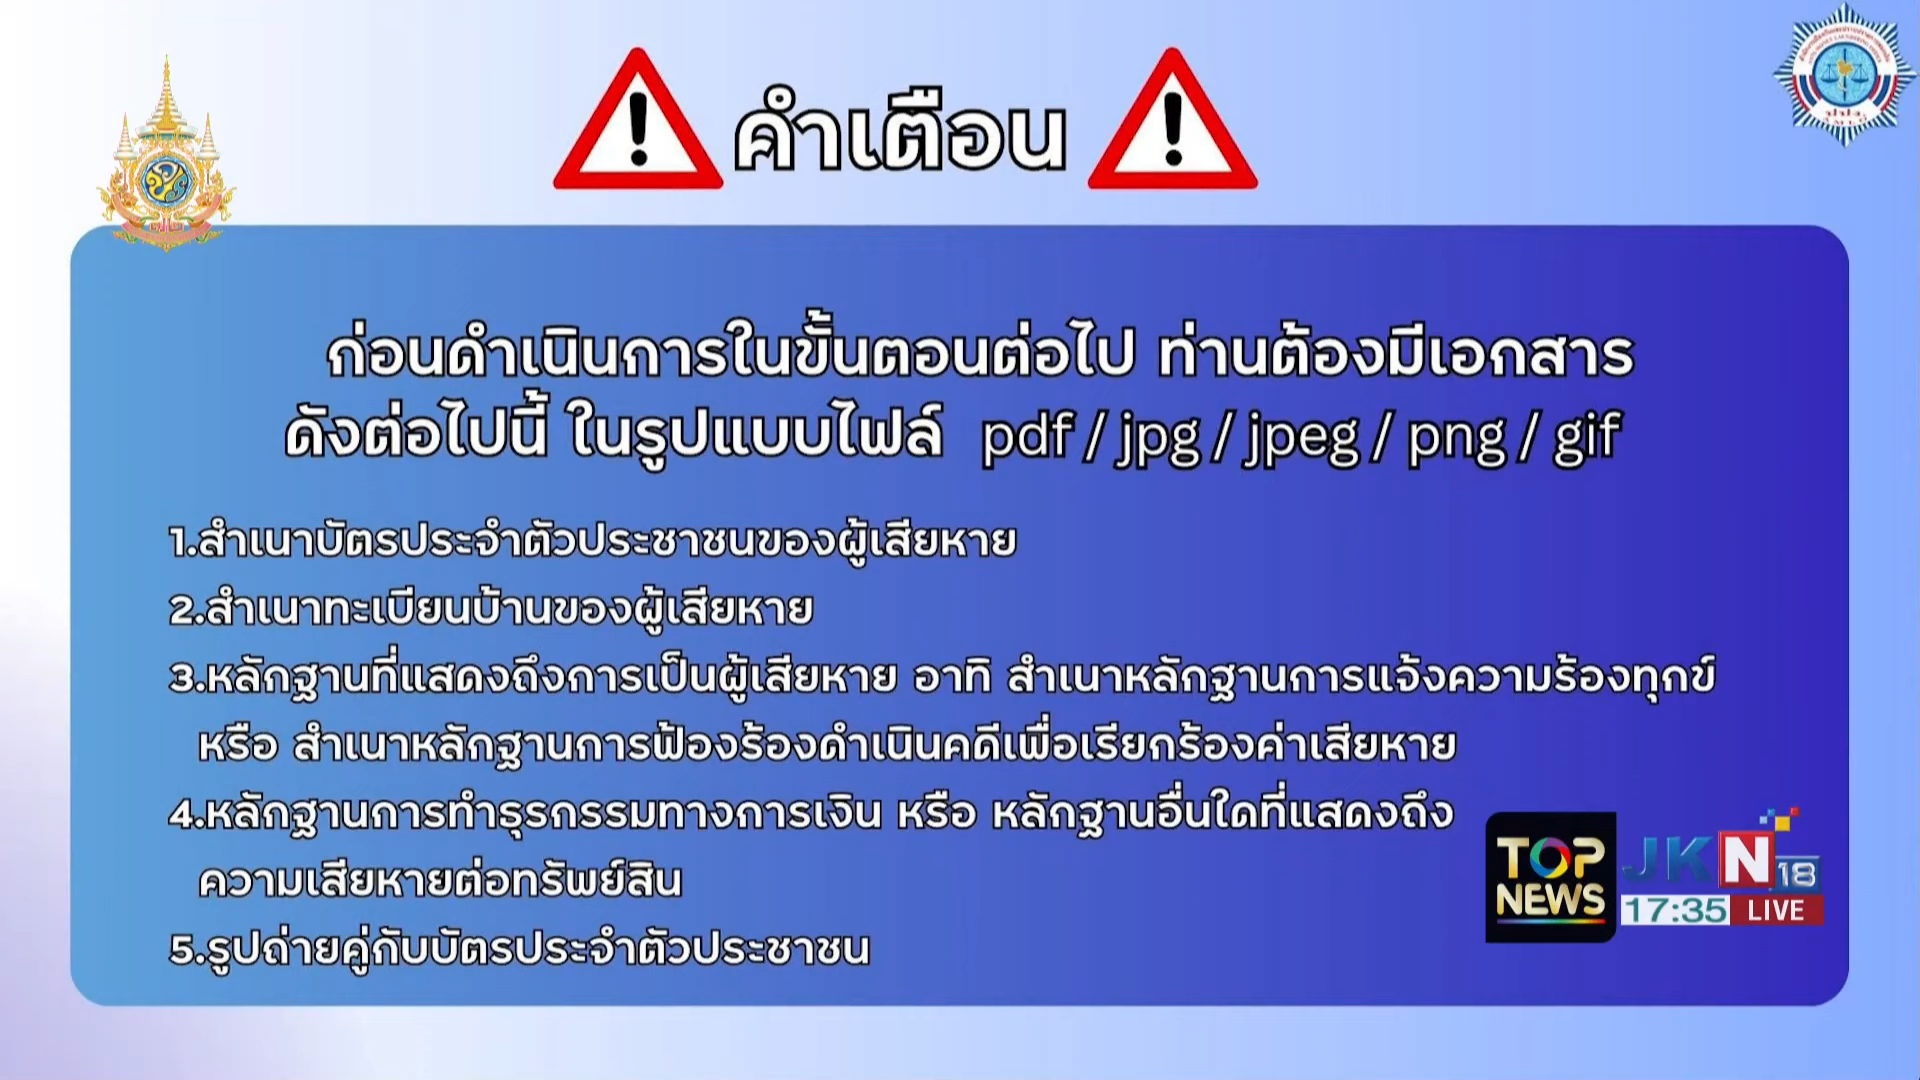 คำเตือน
ก่อนดำเนินการในขั้นตอนต่อไป ท่านต้องมีเอกสาร
ดังต่อไปนี้ ในรูปแบบไฟล์ pdf / jpg / jpeg / png / gif
1.สำเนาบัตรประจำตัวประชาชนของผู้เสียหาย
2.สำเนาทะเบียนบ้านของผู้เสียหาย
3.หลักฐานที่แสดงถึงการเป็นผู้เสียหาย อาทิ สำเนาหลักฐานการแจ้งความร้องทุกข์
หรือ สำเนาหลักฐานการฟ้องร้องดำเนินคดีเพื่อเรียกร้องค่าเสียหาย
4.หลักฐานการทำธุรกรรมทางการเงิน หรือ หลักฐานอื่นใดที่แสดงถึง
ความเสียหายต่อทรัพย์สิน
5.รูปถ่ายคู่กับบัตรประจำตัวประชาชน
TOP
NEWS
JKN18
17:35 LIVE